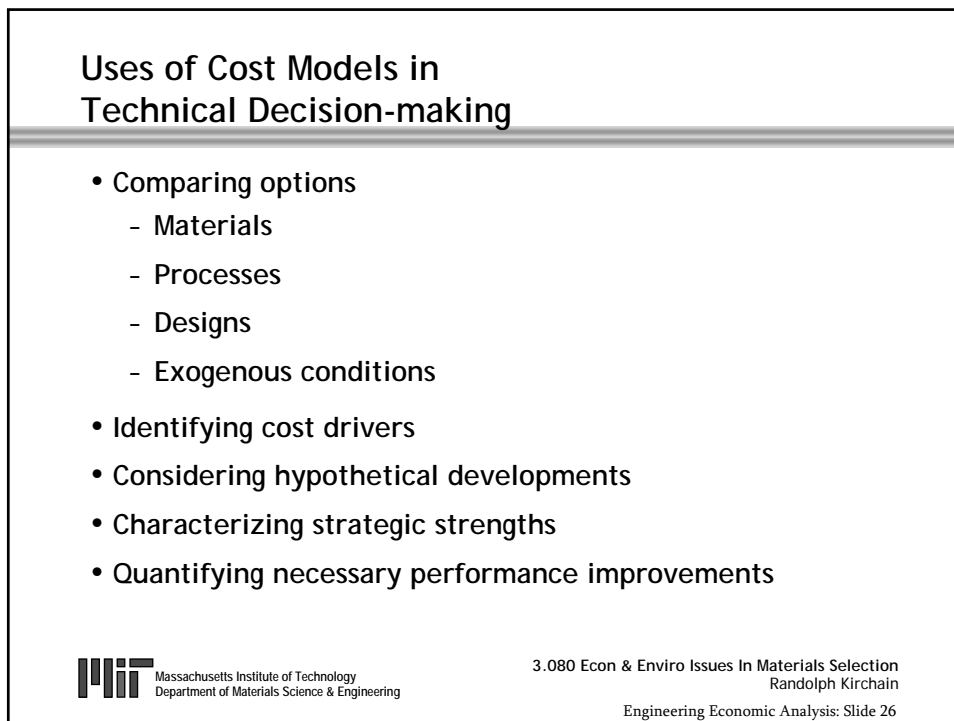 Uses of Cost Models in
Technical Decision-making
• Comparing options
– Materials
– Processes
– Designs
– Exogenous conditions
• Identifying cost drivers
• Considering hypothetical developments
• Characterizing strategic strengths
• Quantifying necessary performance improvements
MIT
Massachusetts Institute of Technology
Department of Materials Science & Engineering
3.080 Econ & Enviro Issues In Materials Selection
Randolph Kirchain
Engineering Economic Analysis: Slide 26